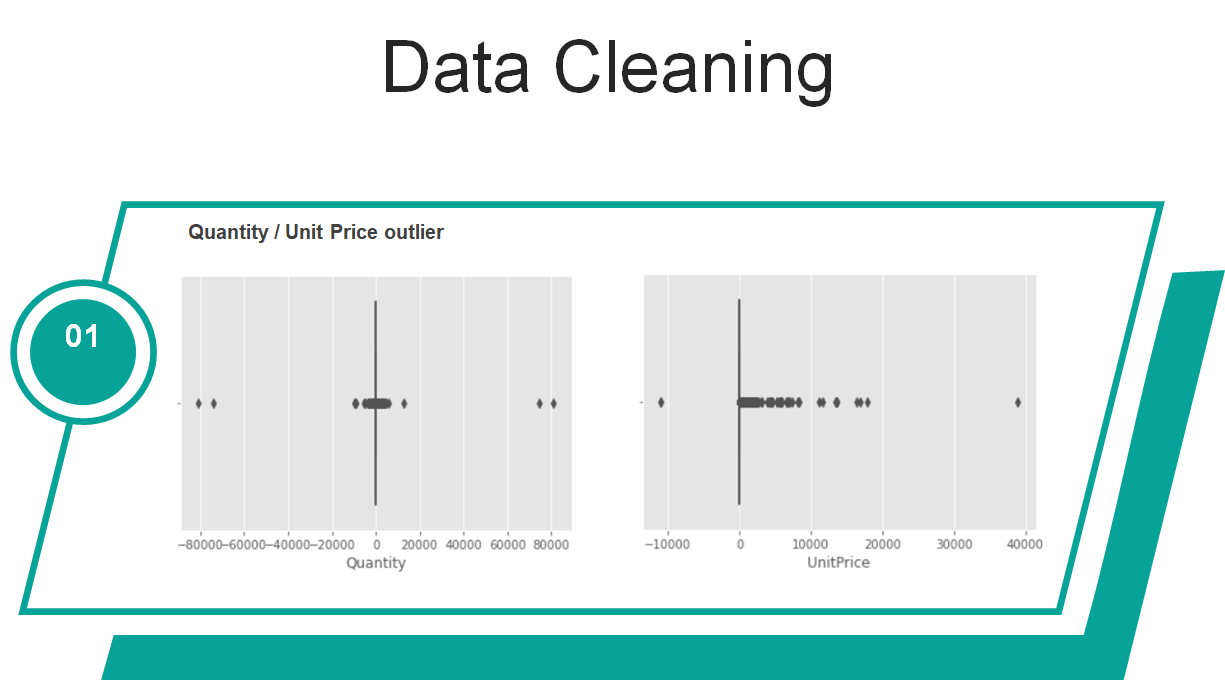 Data Cleaning
Quantity / Unit Price outlier
01
−80000−60000−40000−20000 0 20000 40000 60000 80000
Quantity
−10000 0 10000 20000 30000 40000
UnitPrice